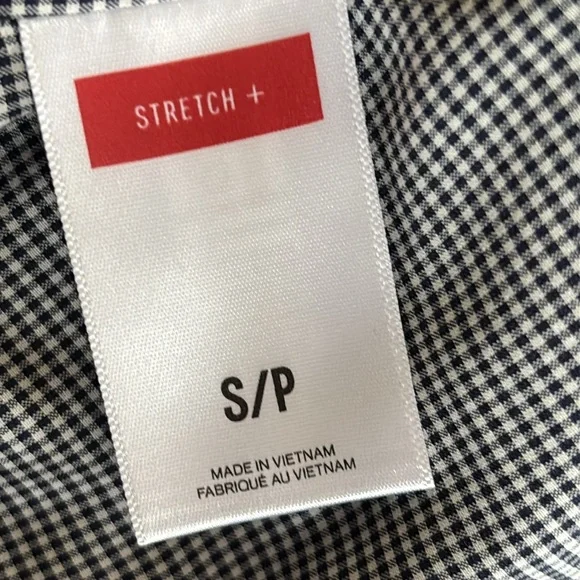 STRETCH +
S/P
MADE IN VIETNAM
FABRIQUÉ AU VIETNAM